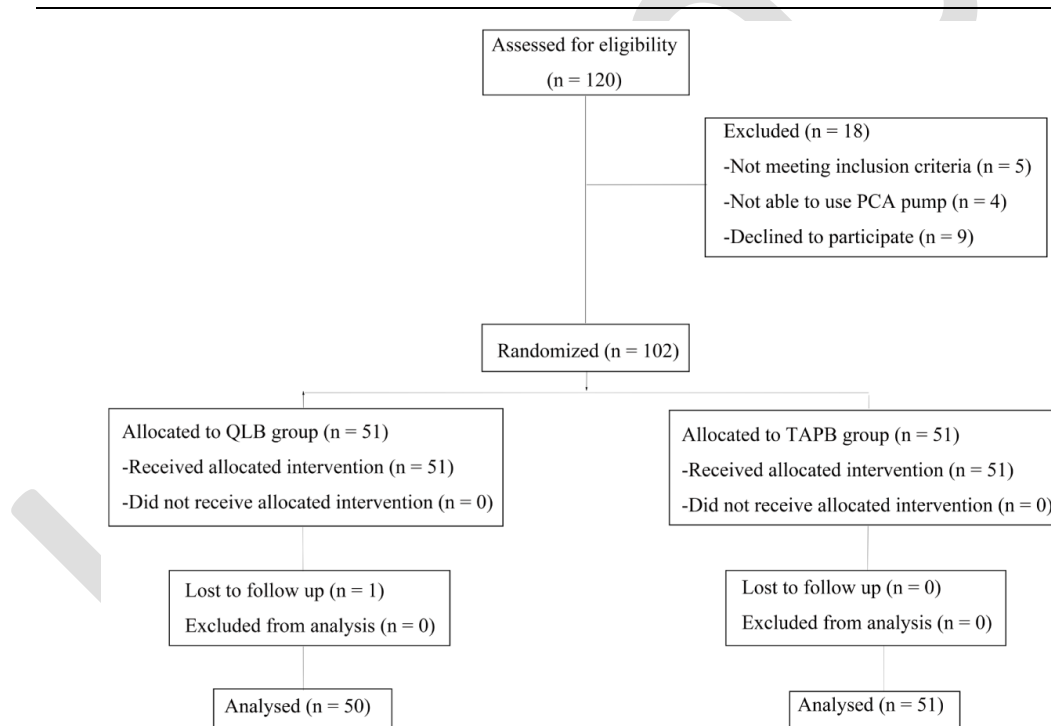 Assessed for eligibility
(n = 120)
Excluded (n = 18)
-Not meeting inclusion criteria (n = 5)
-Not able to use PCA pump (n = 4)
-Declined to participate (n = 9)
Randomized (n = 102)
Allocated to QLB group (n = 51)
-Received allocated intervention (n = 51)
-Did not receive allocated intervention (n = 0)
Allocated to TAPB group (n = 51)
-Received allocated intervention (n = 51)
-Did not receive allocated intervention (n = 0)
Lost to follow up (n = 1)
Excluded from analysis (n = 0)
Lost to follow up (n = 0)
Excluded from analysis (n = 0)
Analysed (n = 50)
Analysed (n = 51)